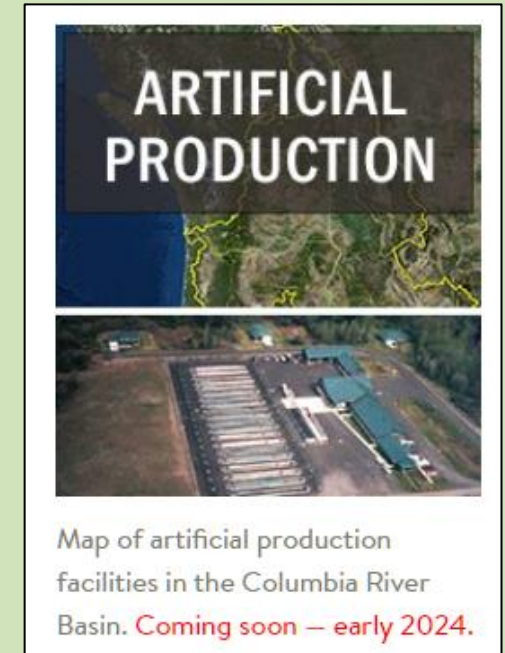 ARTIFICIAL
PRODUCTION
Map of artificial production
facilities in the Columbia River
Basin. Coming soon — early 2024.